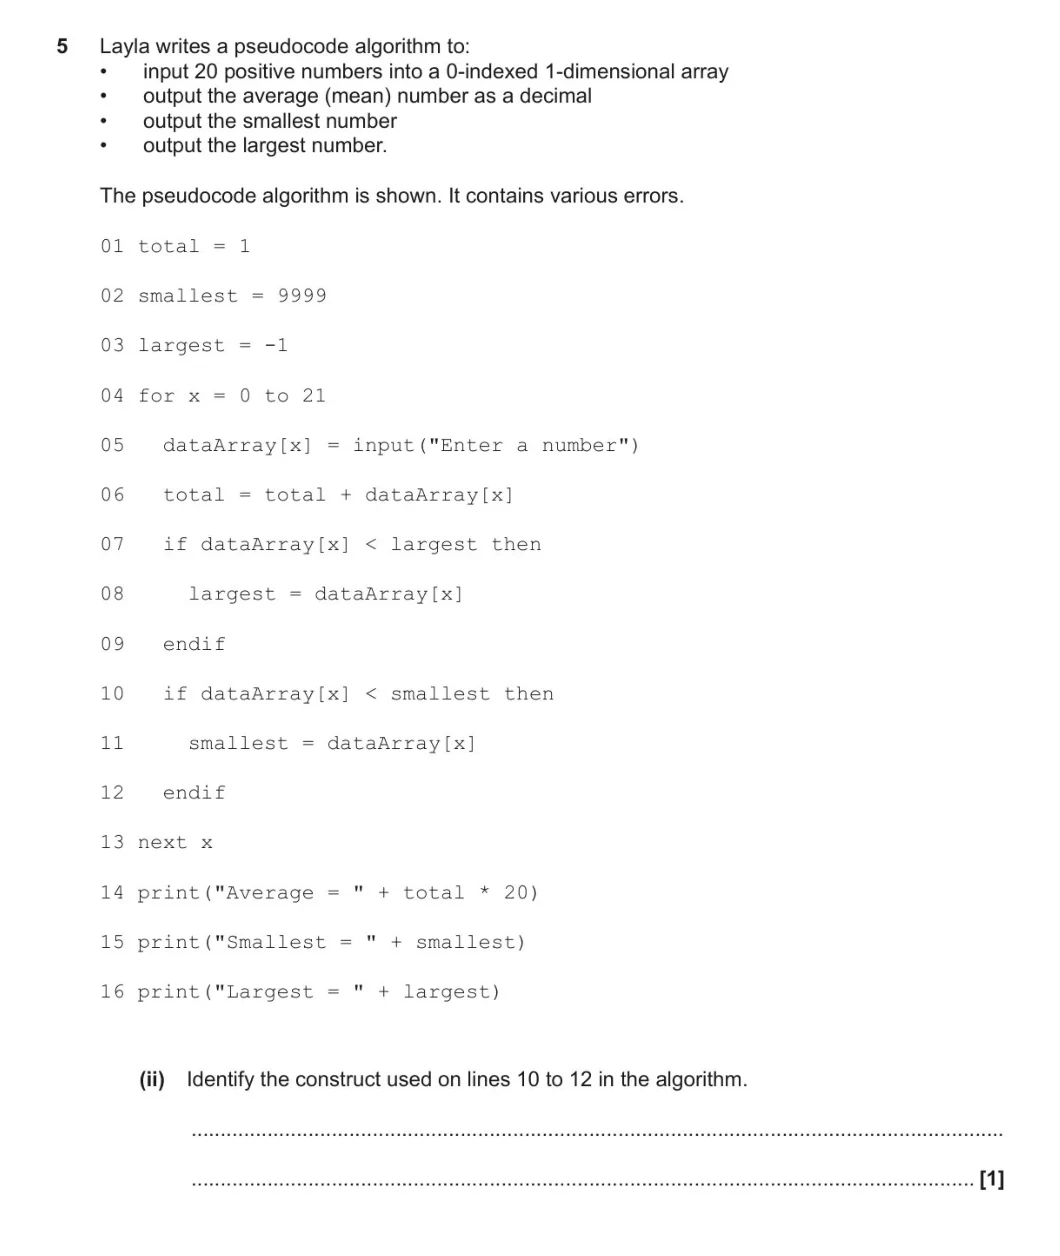 5 Layla writes a pseudocode algorithm to:
• input 20 positive numbers into a 0-indexed 1-dimensional array
• output the average (mean) number as a decimal
• output the smallest number
• output the largest number.
The pseudocode algorithm is shown. It contains various errors.
01 total = 1
02 smallest = 9999
03 largest = -1
04 for x = 0 to 21
05   dataArray[x] = input("Enter a number")
06   total = total + dataArray[x]
07   if dataArray[x] < largest then
08     largest = dataArray[x]
09   endif
10   if dataArray[x] < smallest then
11     smallest = dataArray[x]
12   endif
13 next x
14 print("Average = " + total * 20)
15 print("Smallest = " + smallest)
16 print("Largest = " + largest)
(ii) Identify the construct used on lines 10 to 12 in the algorithm.
[1]